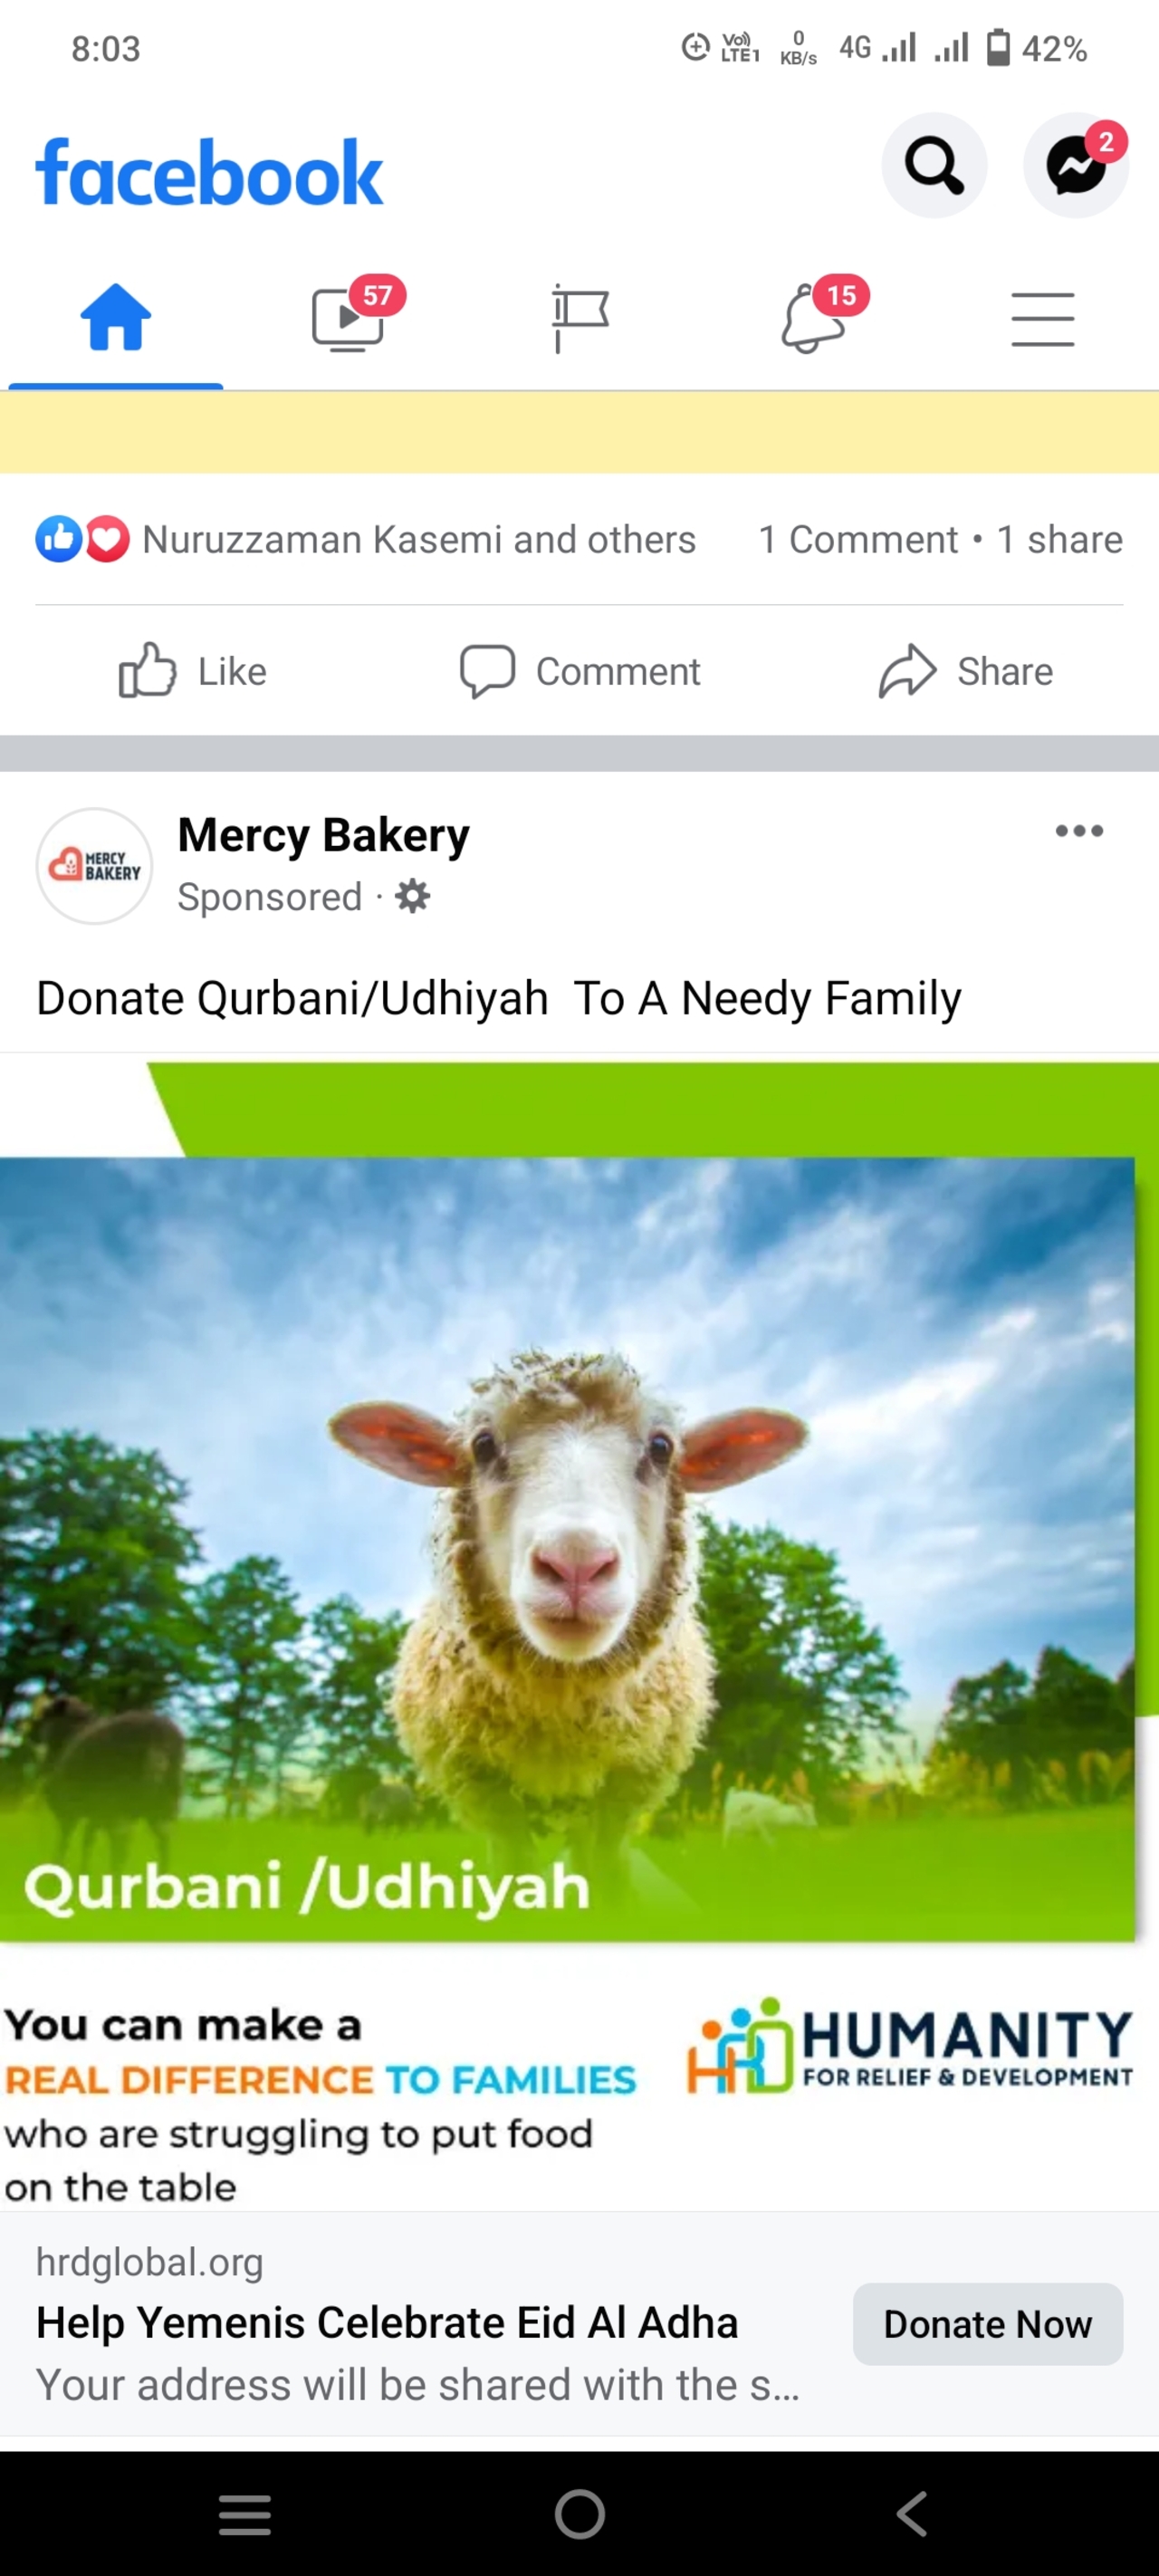 8:03
Vo)) LTE1
0 KB/s
4G
42%
facebook
2
57
15
Nuruzzaman Kasemi and others
1 Comment • 1 share
Like
Comment
Share
MERCY
BAKERY
Mercy Bakery
Sponsored ·
Donate Qurbani/Udhiyah To A Needy Family
Qurbani /Udhiyah
You can make a
REAL DIFFERENCE TO FAMILIES
who are struggling to put food
on the table
HRD
HUMANITY
FOR RELIEF & DEVELOPMENT
hrdglobal.org
Help Yemenis Celebrate Eid Al Adha
Your address will be shared with the s...
Donate Now